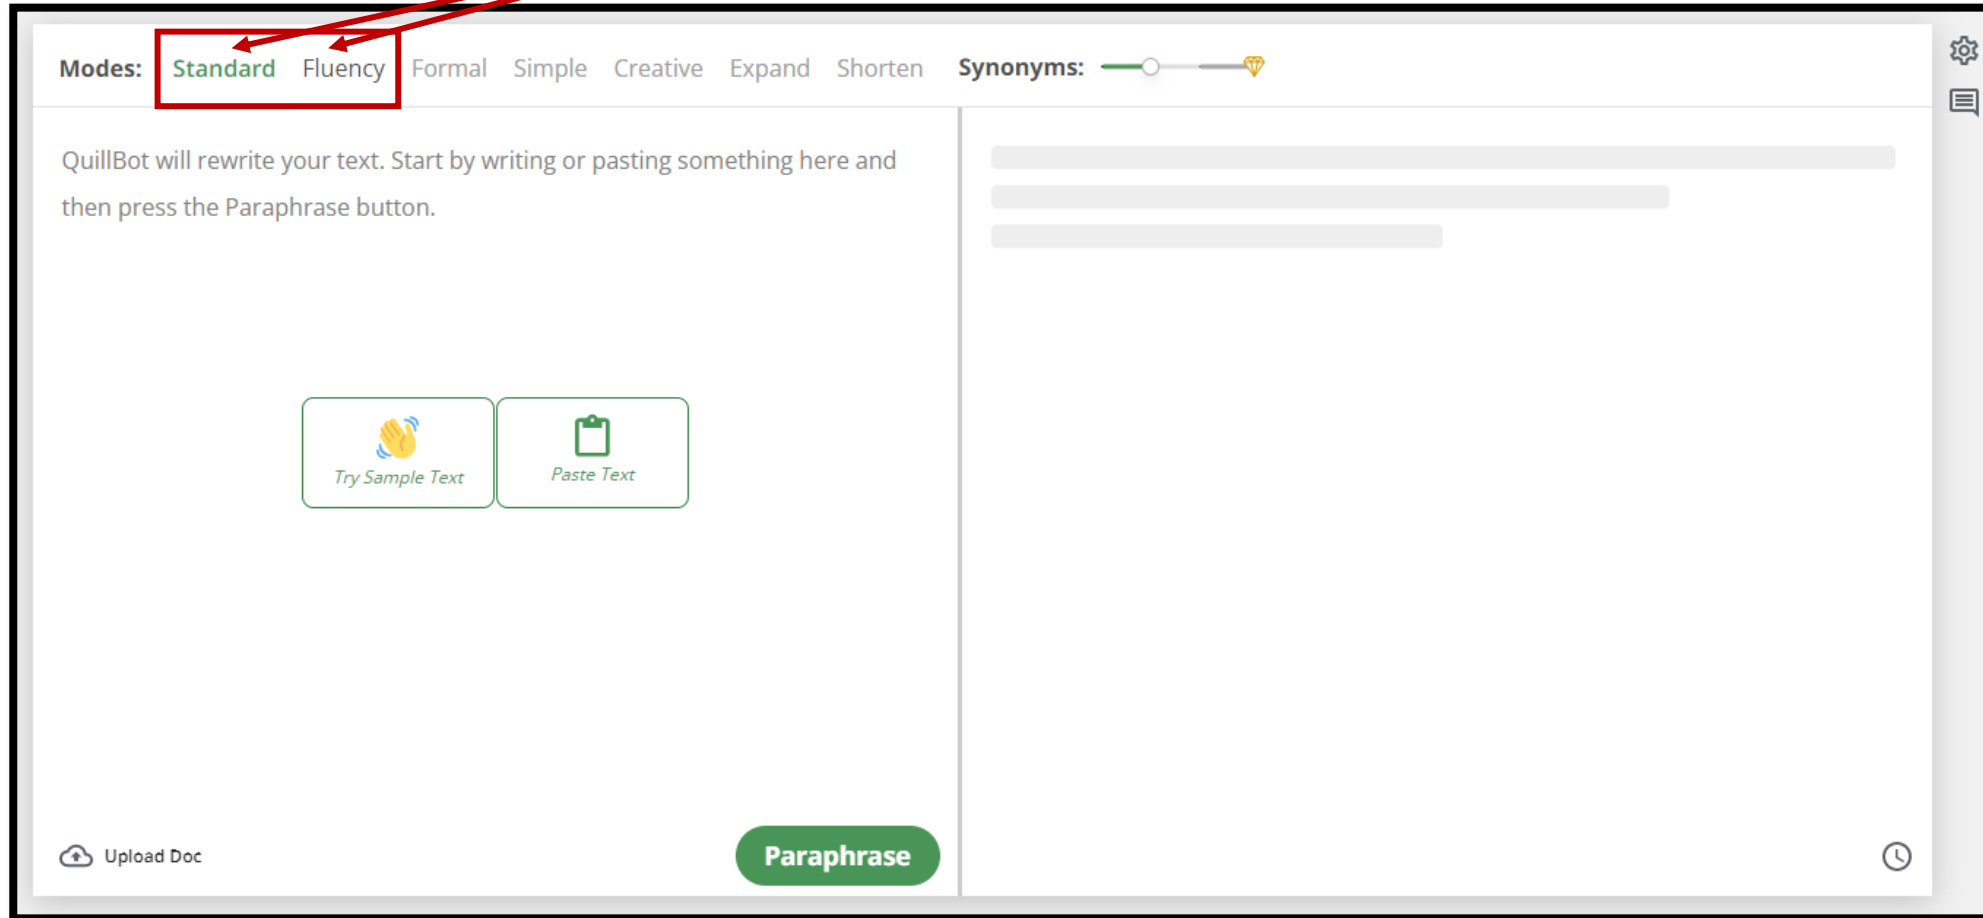 Modes: Standard Fluency Formal Simple Creative Expand Shorten Synonyms:
QuillBot will rewrite your text. Start by writing or pasting something here and
then press the Paraphrase button.
Try Sample Text Paste Text
Upload Doc Paraphrase